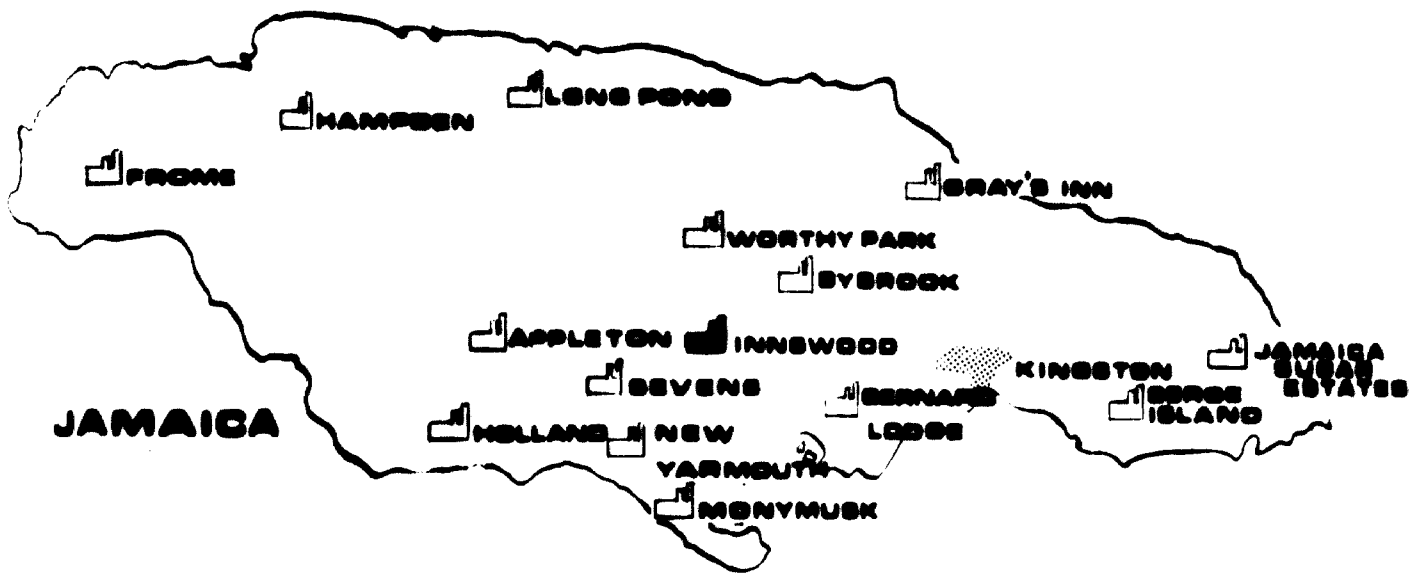 LONG POND
HAMPDEN
FROME
GRAY'S INN
WORTHY PARK
BYBROOK
APPLETON
INNSWOOD
JAMAICA
SUGAR
ESTATES
KINGSTON
SEVENS
BERNARD
LODGE
SERGE
ISLAND
JAMAICA
HOLLAND
NEW
YARMOUTH
MONYMUSK